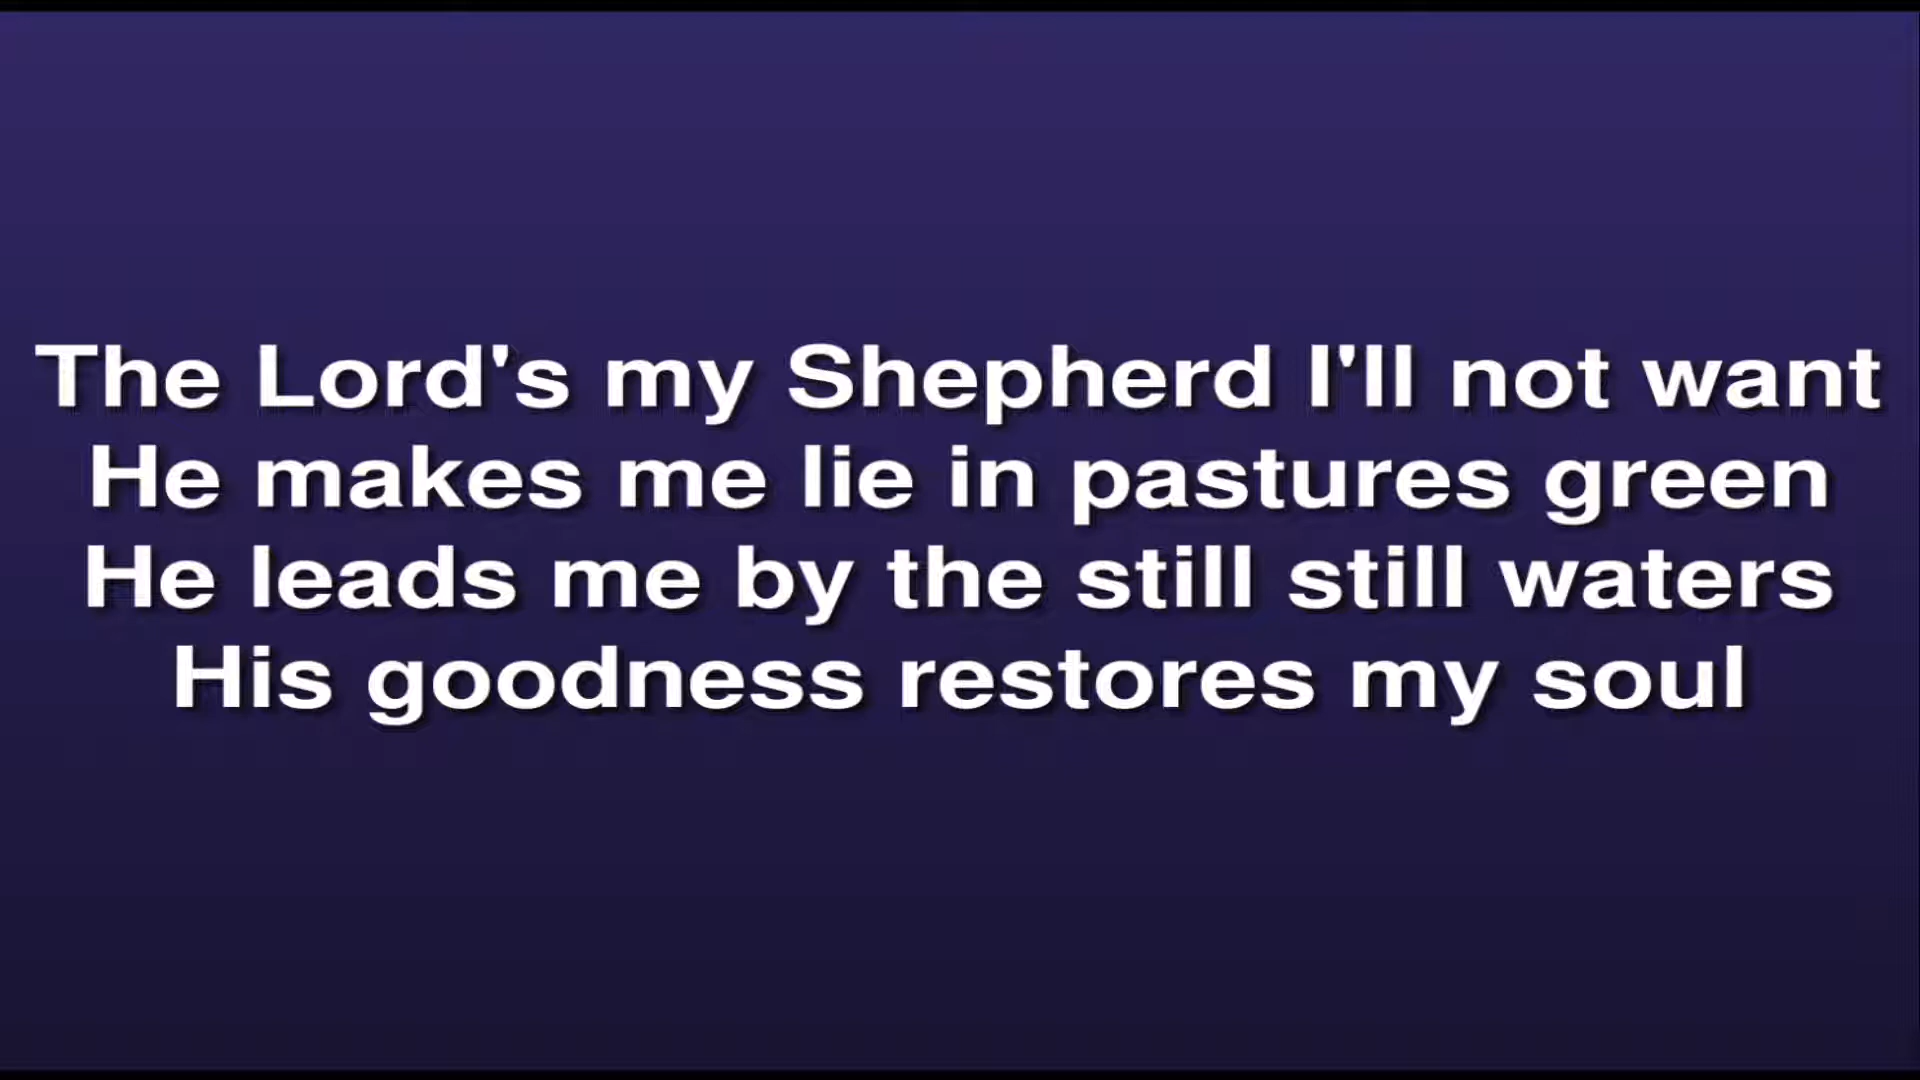 The Lord's my Shepherd I'll not want
He makes me lie in pastures green
He leads me by the still still waters
His goodness restores my soul